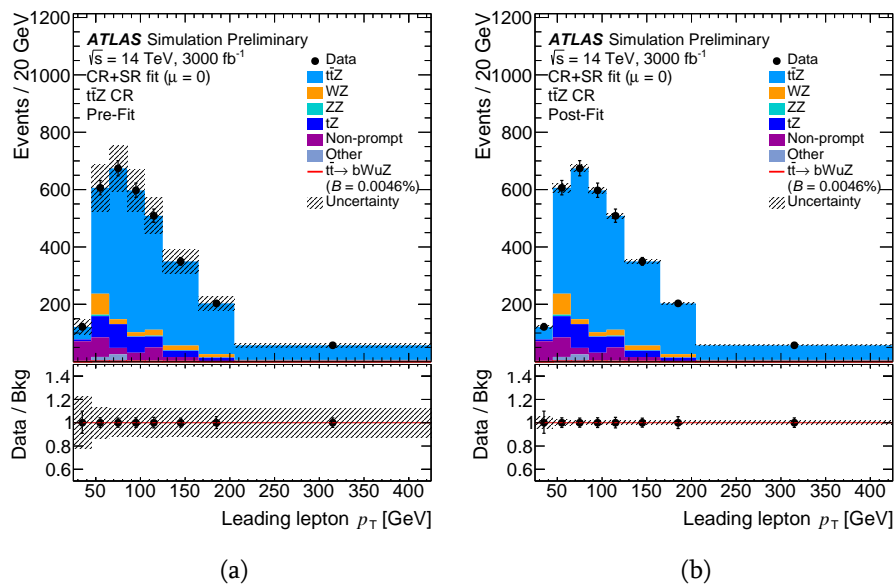 Events / 20 GeV
1200
1000
800
600
400
200
ATLAS Simulation Preliminary
√s = 14 TeV, 3000 fb⁻¹
CR+SR fit (μ = 0)
tt̄Z CR
Pre-Fit
Data
tt̄Z
WZ
ZZ
tZ
Non-prompt
Other
tt̄→ bWuZ
(B = 0.0046%)
Uncertainty
Data / Bkg
1.4
1.2
1
0.8
0.6
50 100 150 200 250 300 350 400
Leading lepton p_T [GeV]
(a)
Events / 20 GeV
1200
1000
800
600
400
200
ATLAS Simulation Preliminary
√s = 14 TeV, 3000 fb⁻¹
CR+SR fit (μ = 0)
tt̄Z CR
Post-Fit
Data
tt̄Z
WZ
ZZ
tZ
Non-prompt
Other
tt̄→ bWuZ
(B = 0.0046%)
Uncertainty
Data / Bkg
1.4
1.2
1
0.8
0.6
50 100 150 200 250 300 350 400
Leading lepton p_T [GeV]
(b)